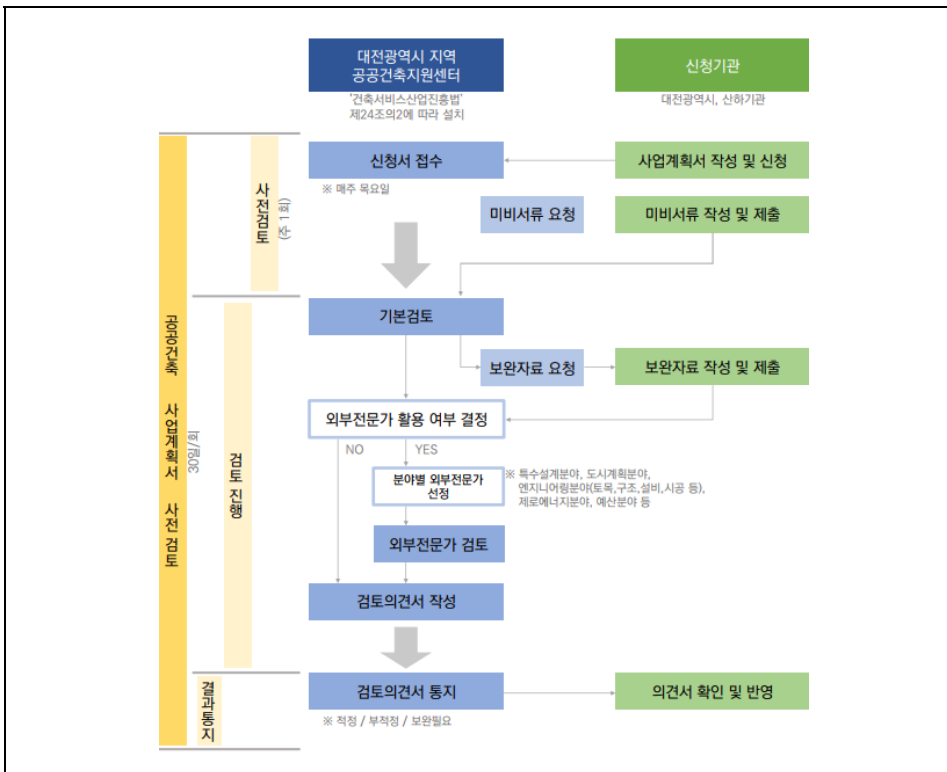 대전광역시 지역
공공건축지원센터
신청기관
'건축서비스산업진흥법'
제24조의2에 따라 설치
대전광역시, 산하기관
공공건축 사업계획서 사전 검토
30일/회
사전검토
(주 1회)
신청서 접수
사업계획서 작성 및 신청
※ 매주 목요일
미비서류 요청
미비서류 작성 및 제출
검토 진행
기본검토
보완자료 요청
보완자료 작성 및 제출
외부전문가 활용 여부 결정
NO
YES
분야별 외부전문가
선정
※ 특수설계분야, 도시계획분야,
엔지니어링분야(토목,구조,설비,시공 등),
제로에너지분야, 예산분야 등
외부전문가 검토
검토의견서 작성
결과통지
검토의견서 통지
의견서 확인 및 반영
※ 적정 / 부적정 / 보완필요